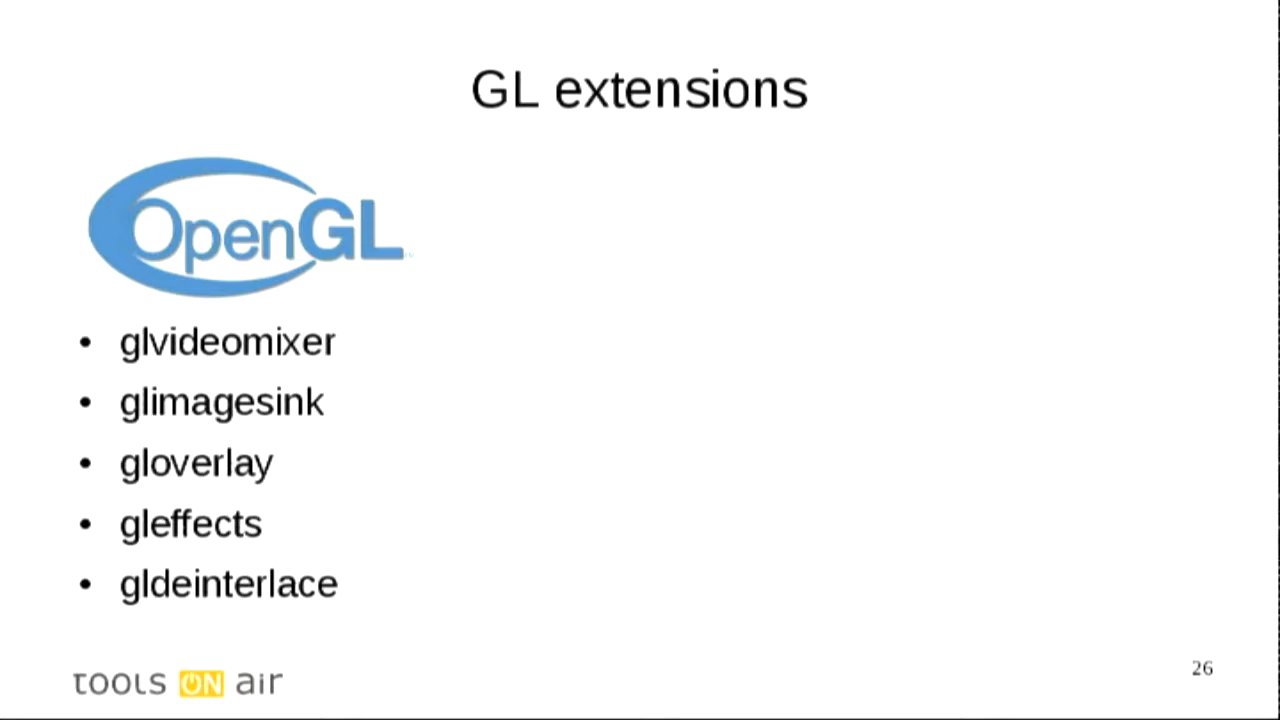 GL extensions
OpenGL
• glvideomixer
• glimagesink
• gloverlay
• gleffects
• gldeinterlace
tools ON air
26